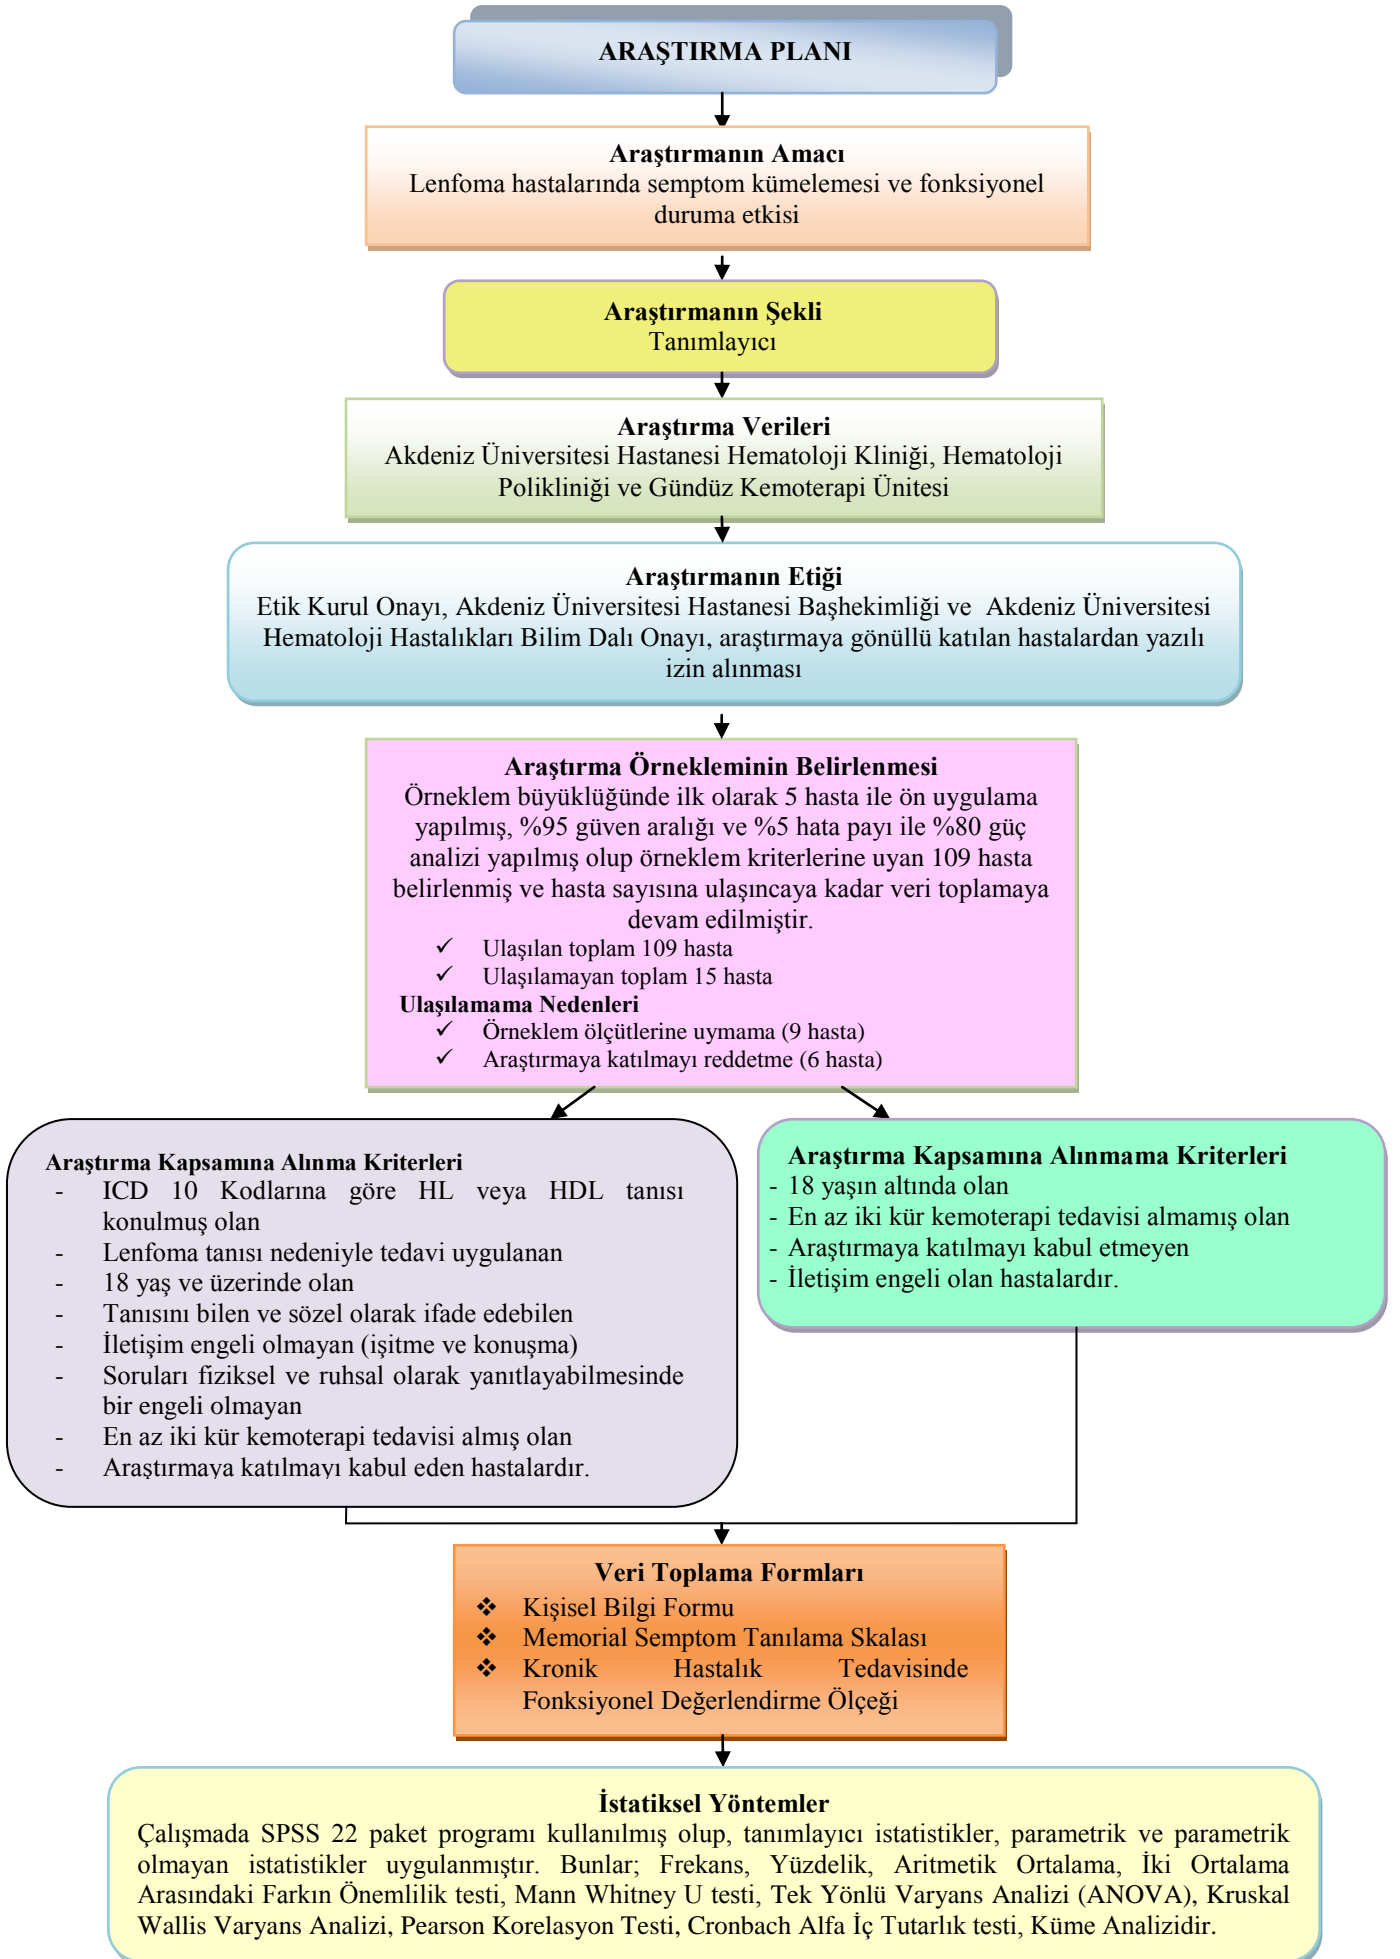 ARAŞTIRMA PLANI
Araştırmanın Amacı
Lenfoma hastalarında semptom kümelemesi ve fonksiyonel
duruma etkisi
Araştırmanın Şekli
Tanımlayıcı
Araştırma Verileri
Akdeniz Üniversitesi Hastanesi Hematoloji Kliniği, Hematoloji
Polikliniği ve Gündüz Kemoterapi Ünitesi
Araştırmanın Etiği
Etik Kurul Onayı, Akdeniz Üniversitesi Hastanesi Başhekimliği ve Akdeniz Üniversitesi
Hematoloji Hastalıkları Bilim Dalı Onayı, araştırmaya gönüllü katılan hastalardan yazılı
izin alınması
Araştırma Örnekleminin Belirlenmesi
Örneklem büyüklüğünde ilk olarak 5 hasta ile ön uygulama
yapılmış, %95 güven aralığı ve %5 hata payı ile %80 güç
analizi yapılmış olup örneklem kriterlerine uyan 109 hasta
belirlenmiş ve hasta sayısına ulaşıncaya kadar veri toplamaya
devam edilmiştir.
✓ Ulaşılan toplam 109 hasta
✓ Ulaşılamayan toplam 15 hasta
Ulaşılamama Nedenleri
✓ Örneklem ölçütlerine uymama (9 hasta)
✓ Araştırmaya katılmayı reddetme (6 hasta)
Araştırma Kapsamına Alınma Kriterleri
- ICD 10 Kodlarına göre HL veya HDL tanısı
konulmuş olan
- Lenfoma tanısı nedeniyle tedavi uygulanan
- 18 yaş ve üzerinde olan
- Tanısını bilen ve sözel olarak ifade edebilen
- İletişim engeli olmayan (işitme ve konuşma)
- Soruları fiziksel ve ruhsal olarak yanıtlayabilmesinde
bir engeli olmayan
- En az iki kür kemoterapi tedavisi almış olan
- Araştırmaya katılmayı kabul eden hastalardır.
Araştırma Kapsamına Alınmama Kriterleri
- 18 yaşın altında olan
- En az iki kür kemoterapi tedavisi almamış olan
- Araştırmaya katılmayı kabul etmeyen
- İletişim engeli olan hastalardır.
Veri Toplama Formları
❖ Kişisel Bilgi Formu
❖ Memorial Semptom Tanılama Skalası
❖ Kronik Hastalık Tedavisinde
Fonksiyonel Değerlendirme Ölçeği
İstatiksel Yöntemler
Çalışmada SPSS 22 paket programı kullanılmış olup, tanımlayıcı istatistikler, parametrik ve parametrik
olmayan istatistikler uygulanmıştır. Bunlar; Frekans, Yüzdelik, Aritmetik Ortalama, İki Ortalama
Arasındaki Farkın Önemlilik testi, Mann Whitney U testi, Tek Yönlü Varyans Analizi (ANOVA), Kruskal
Wallis Varyans Analizi, Pearson Korelasyon Testi, Cronbach Alfa İç Tutarlık testi, Küme Analizidir.